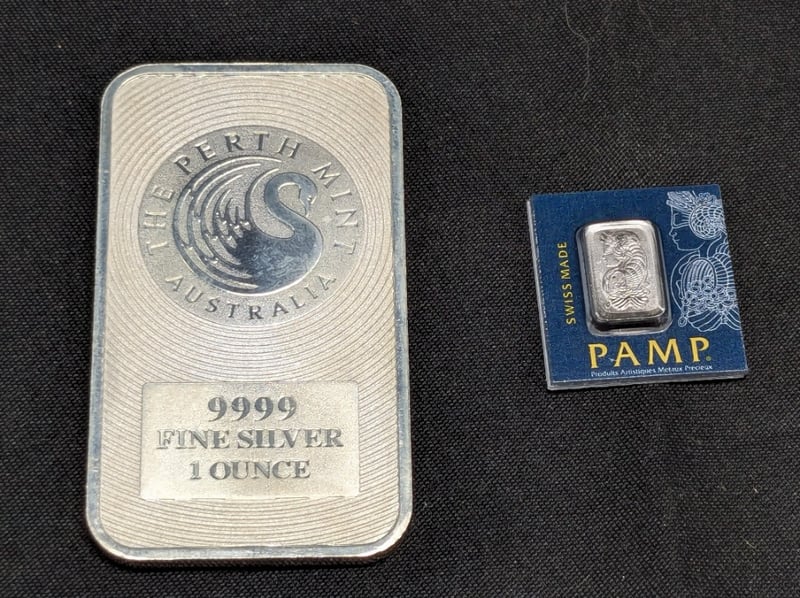 THE PERTH MINT
AUSTRALIA
9999
FINE SILVER
1 OUNCE
SWISS MADE
PAMP
Produits Artistiques Métaux Précieux